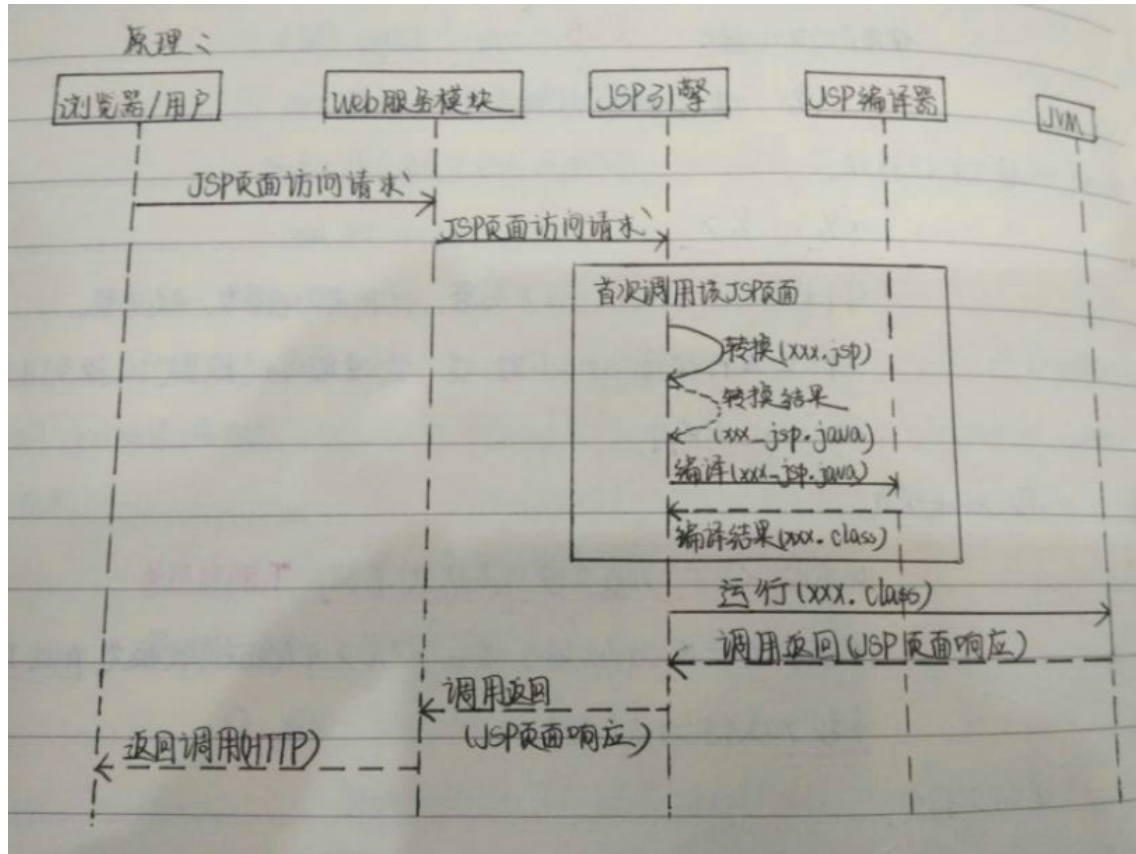 原理：
浏览器/用户
Web服务模块
JSP引擎
JSP编译器
JVM
JSP页面访问请求
JSP页面访问请求
首次调用该JSP页面
转换(xxx.jsp)
转换结果
(xxx_jsp.java)
编译(xxx_jsp.java)
编译结果(xxx.class)
运行(xxx.class)
调用返回(JSP页面响应)
调用返回
(JSP页面响应)
返回调用(HTTP)